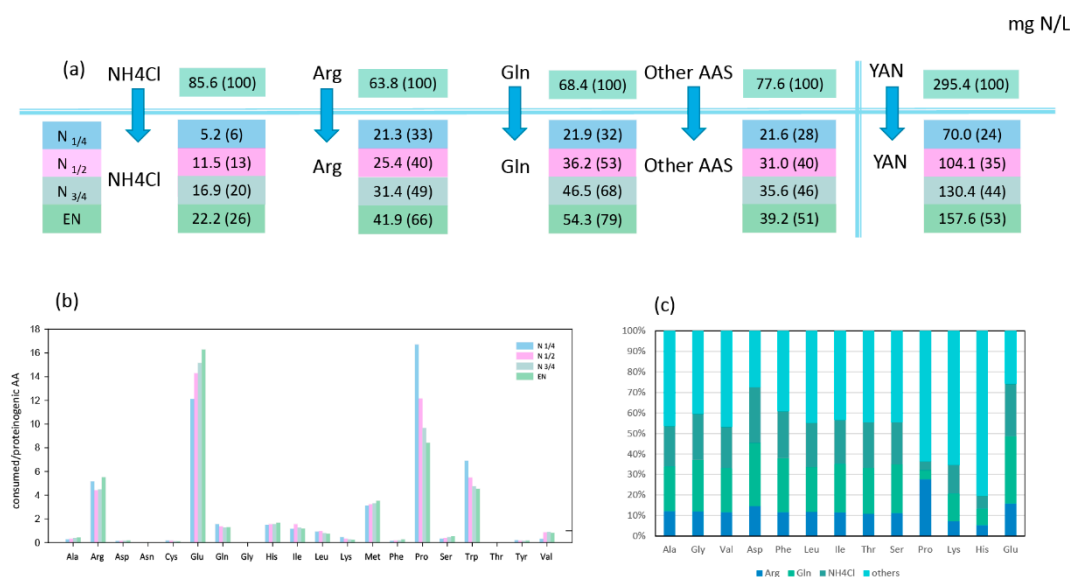 mg N/L
(a) NH4Cl 85.6 (100) Arg 63.8 (100) Gln 68.4 (100) Other AAS 77.6 (100) YAN 295.4 (100)
N 1/4 5.2 (6) 21.3 (33) 21.9 (32) 21.6 (28) 70.0 (24)
N 1/2 NH4Cl 11.5 (13) Arg 25.4 (40) Gln 36.2 (53) Other AAS 31.0 (40) YAN 104.1 (35)
N 3/4 16.9 (20) 31.4 (49) 46.5 (68) 35.6 (46) 130.4 (44)
EN 22.2 (26) 41.9 (66) 54.3 (79) 39.2 (51) 157.6 (53)
(b)
consumed/proteinogenic AA
18
16
14
12
10
8
6
4
2
0
N 1/4
N 1/2
N 3/4
EN
Ala Arg Asp Asn Cys Glu Gln Gly His Ile Leu Lys Met Phe Pro Ser Trp Thr Tyr Val
(c)
100%
90%
80%
70%
60%
50%
40%
30%
20%
10%
0%
Ala Gly Val Asp Phe Leu Ile Thr Ser Pro Lys His Glu
Arg Gln NH4Cl others